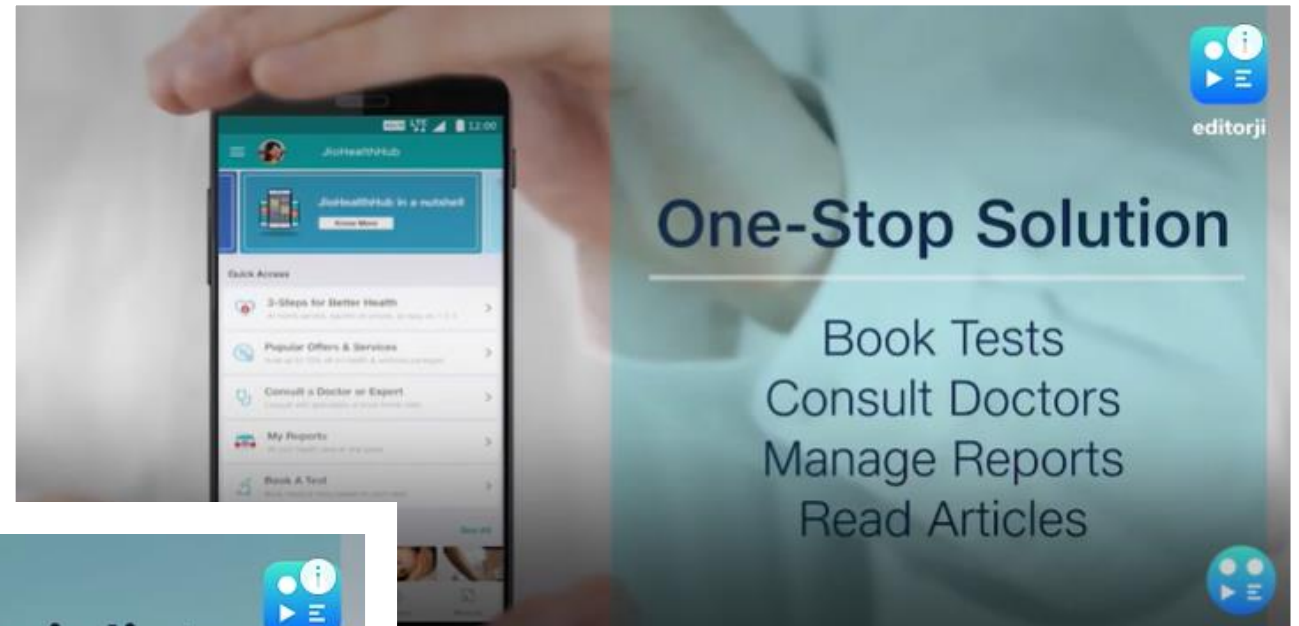 12:00
JioHealthHub
JioHealthHub in a nutshell
Know More
Quick Access
3-Steps for Better Health
Popular Offers & Services
Consult a Doctor or Expert
My Reports
Book A Test
See All
editorji
One-Stop Solution
Book Tests
Consult Doctors
Manage Reports
Read Articles